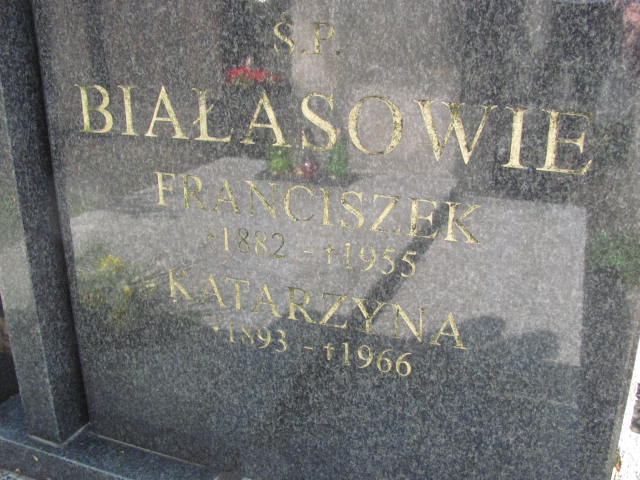 Ś.P.
BIAŁASOWIE
FRANCISZEK
*1882 - †1955
KATARZYNA
*1893 - †1966